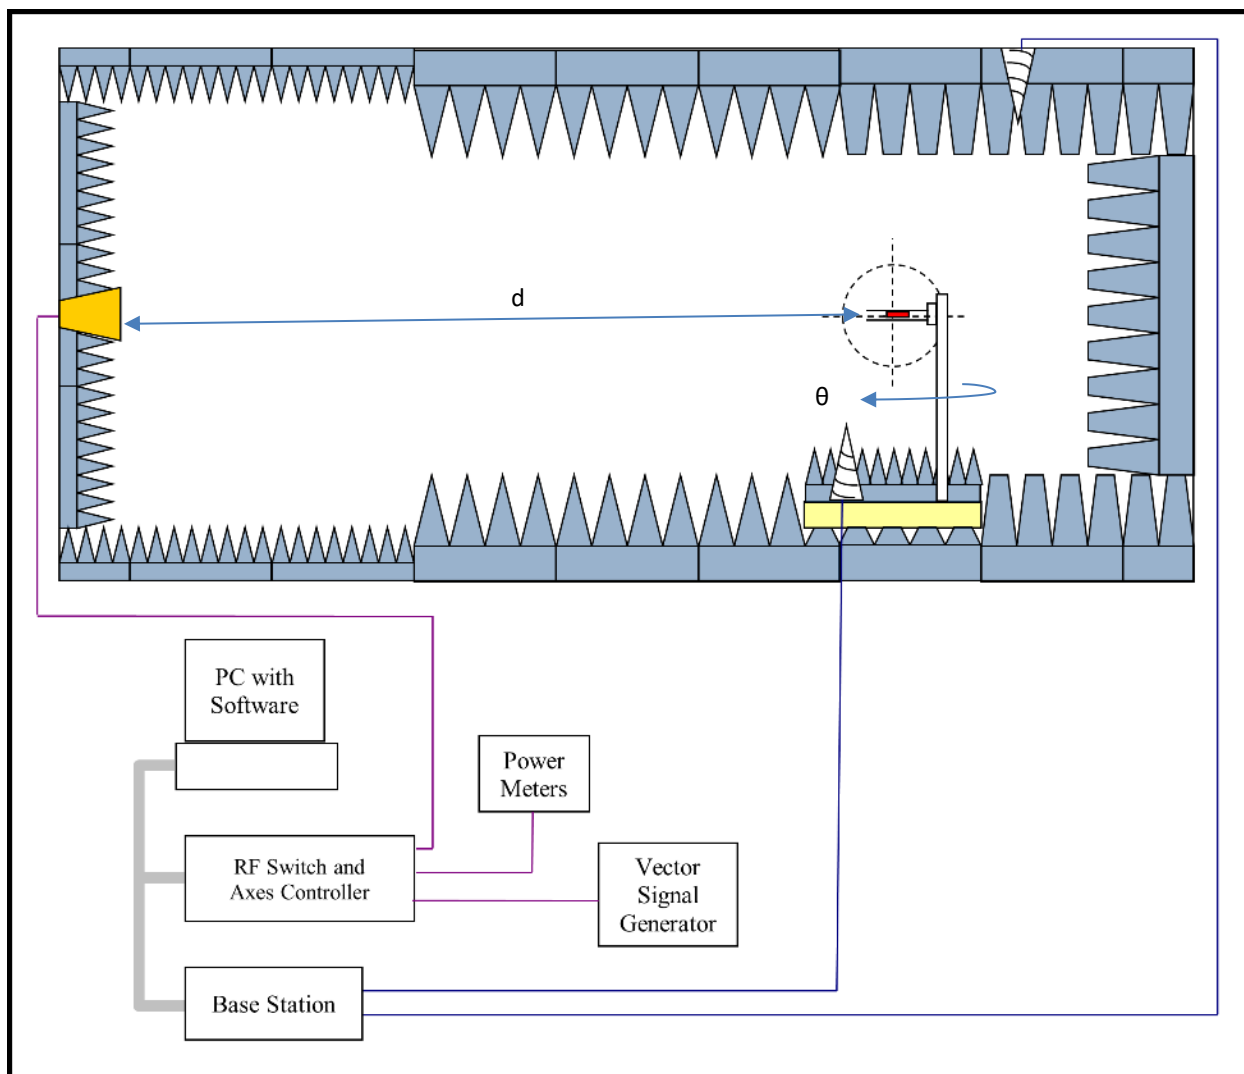 d
θ
PC with
Software
Power
Meters
RF Switch and
Axes Controller
Vector
Signal
Generator
Base Station